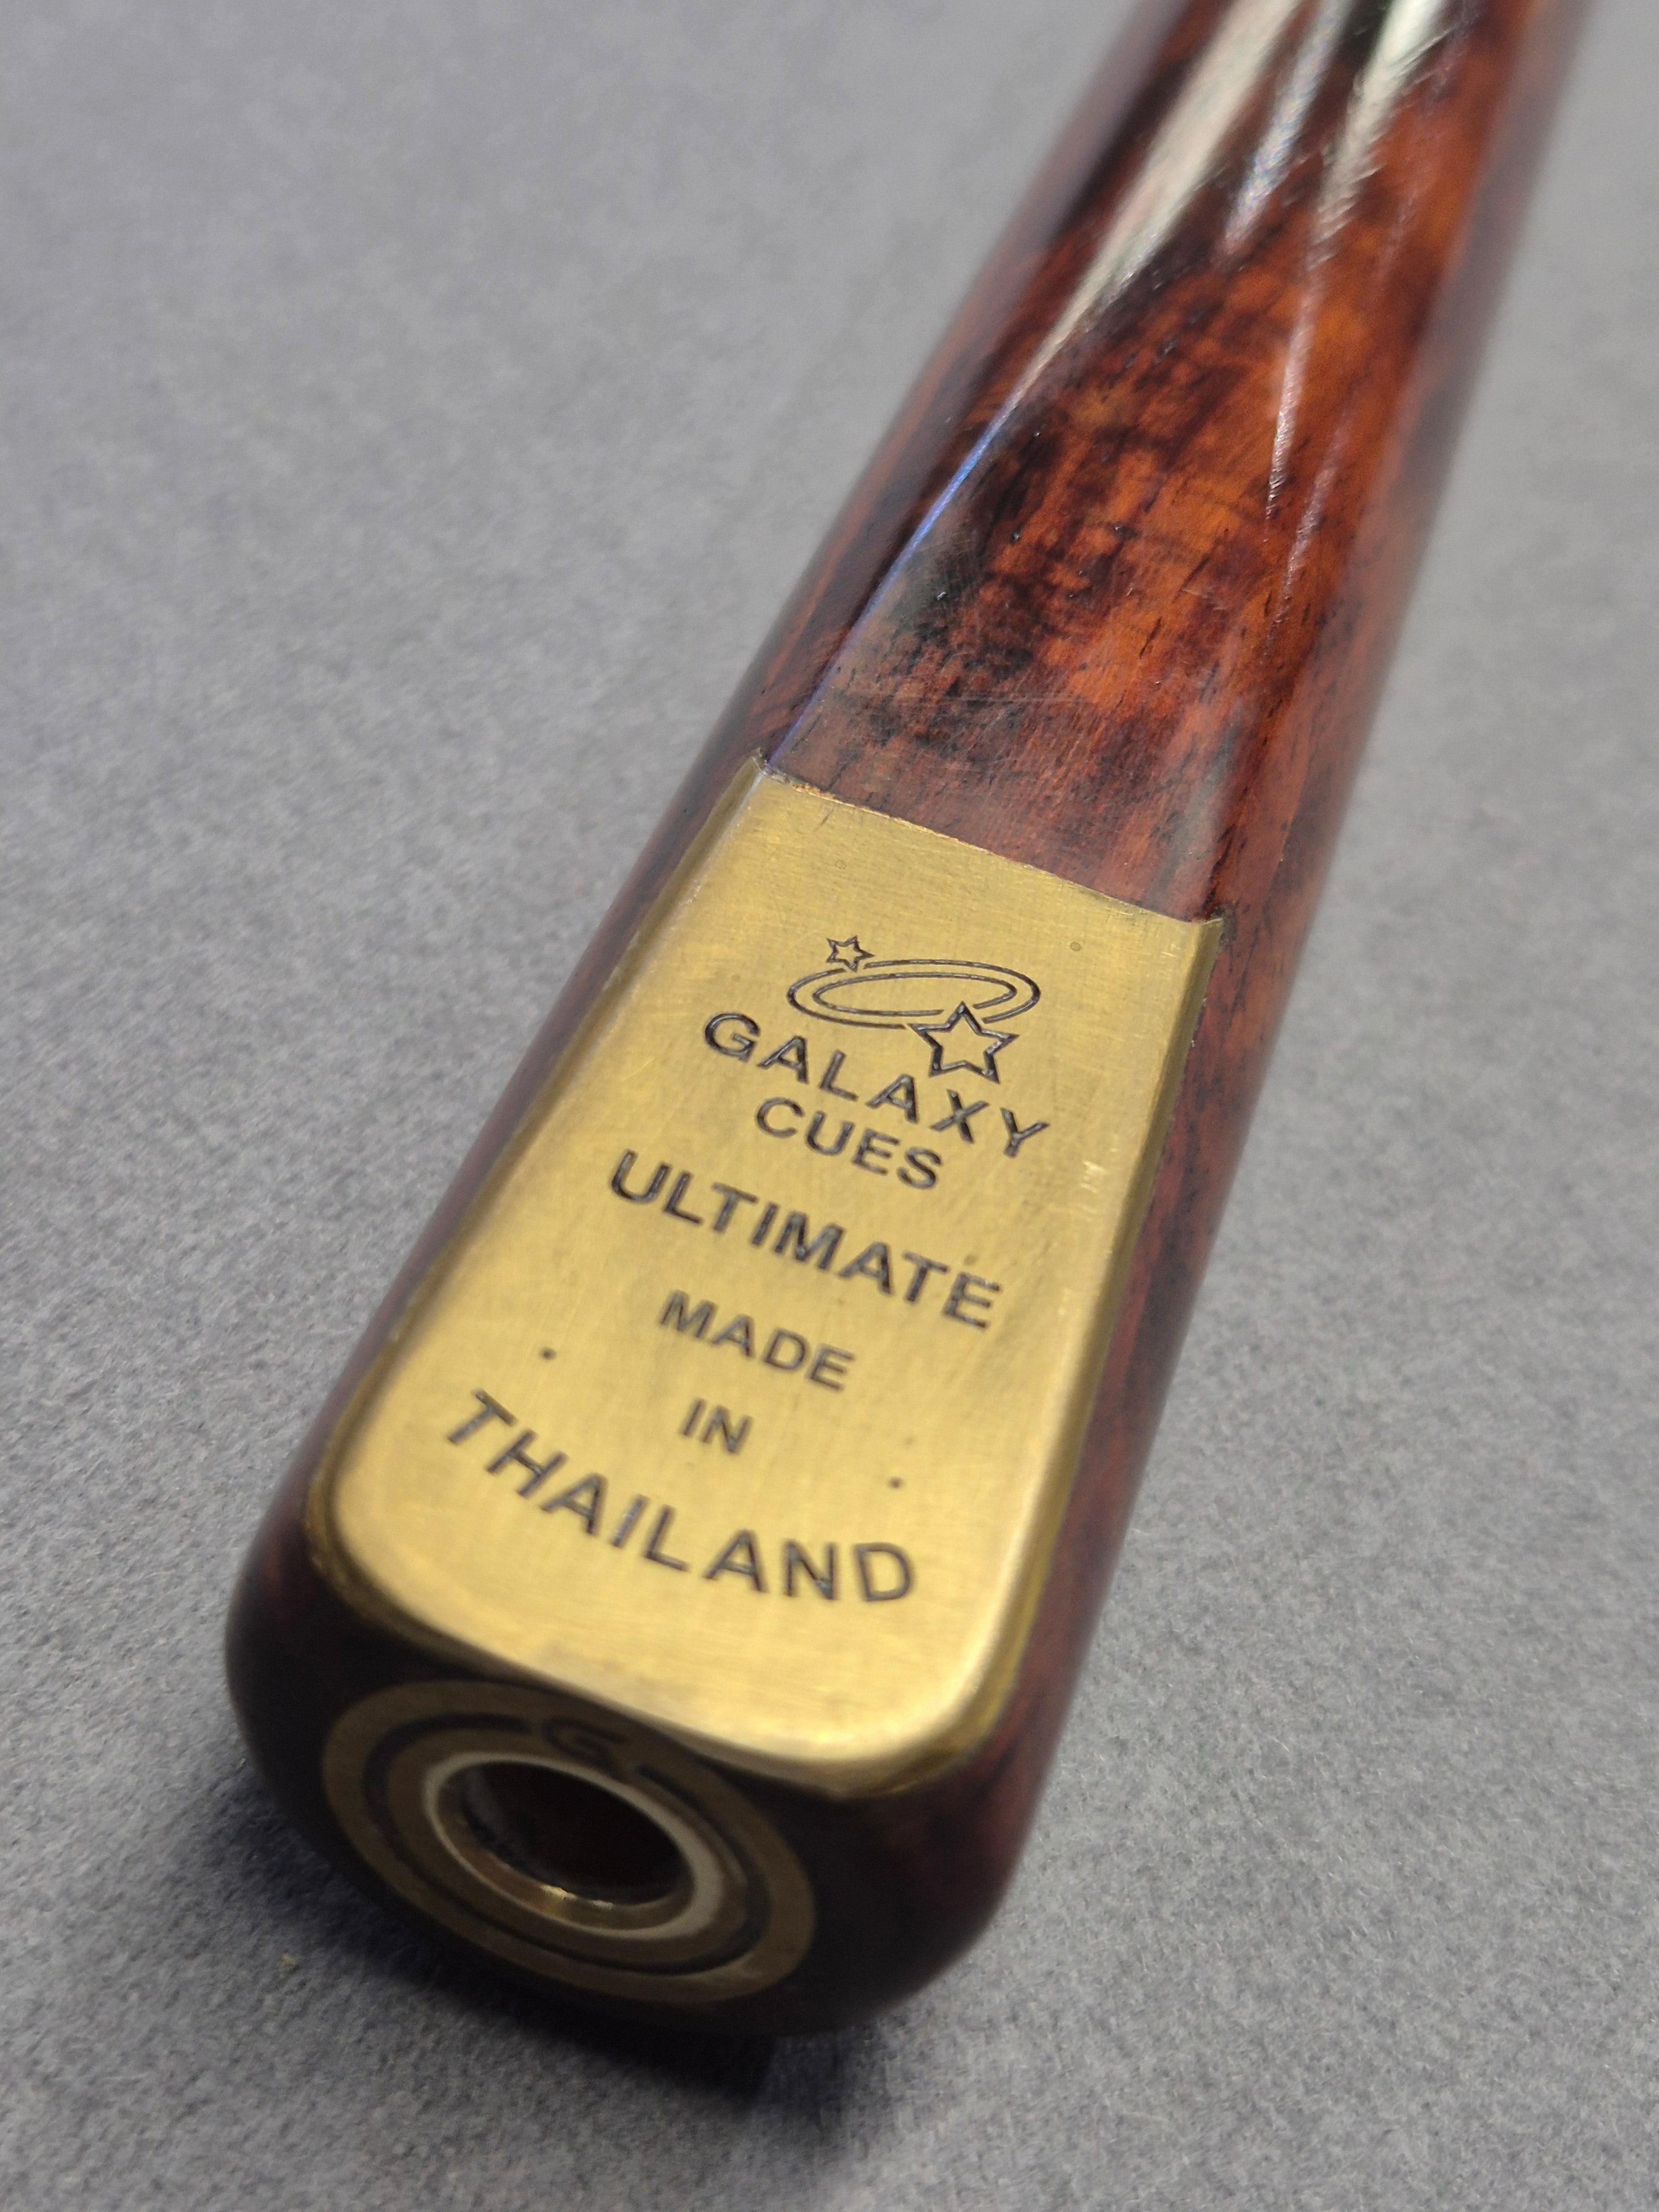 GALAXY
CUES
ULTIMATE
MADE
IN
THAILAND
G